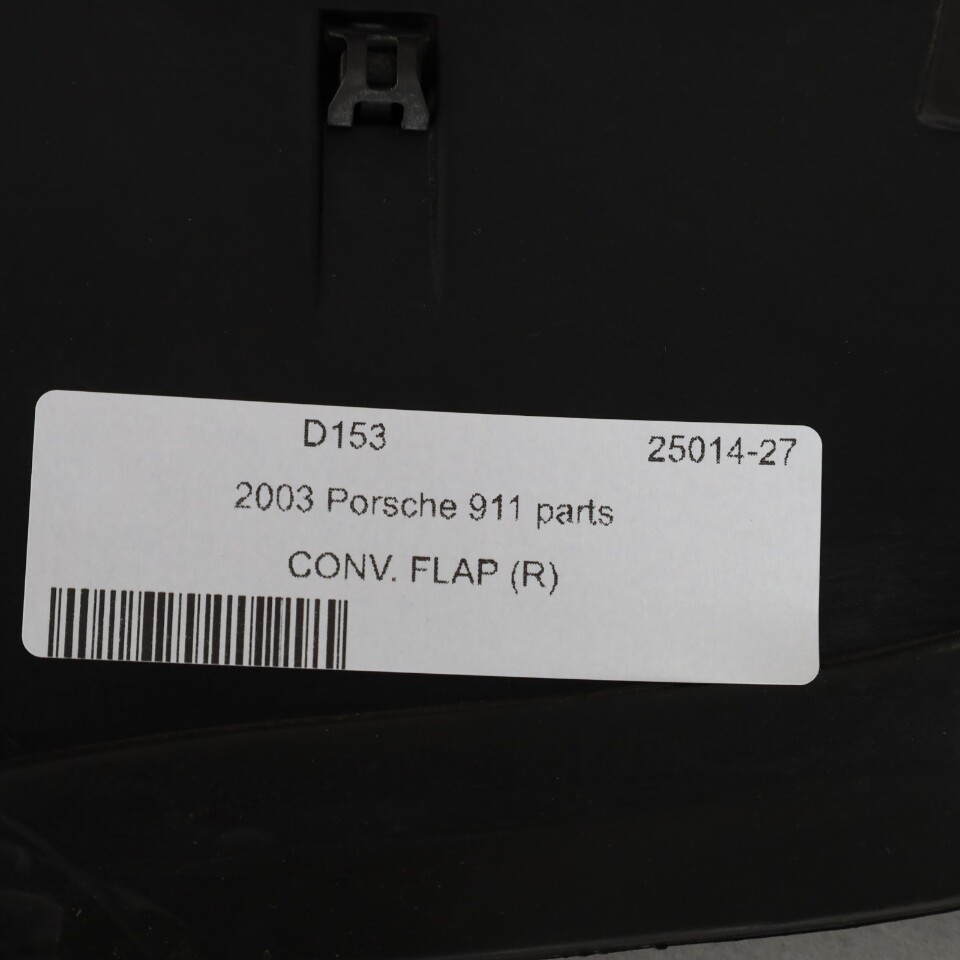 D153 25014-27
2003 Porsche 911 parts
CONV. FLAP (R)